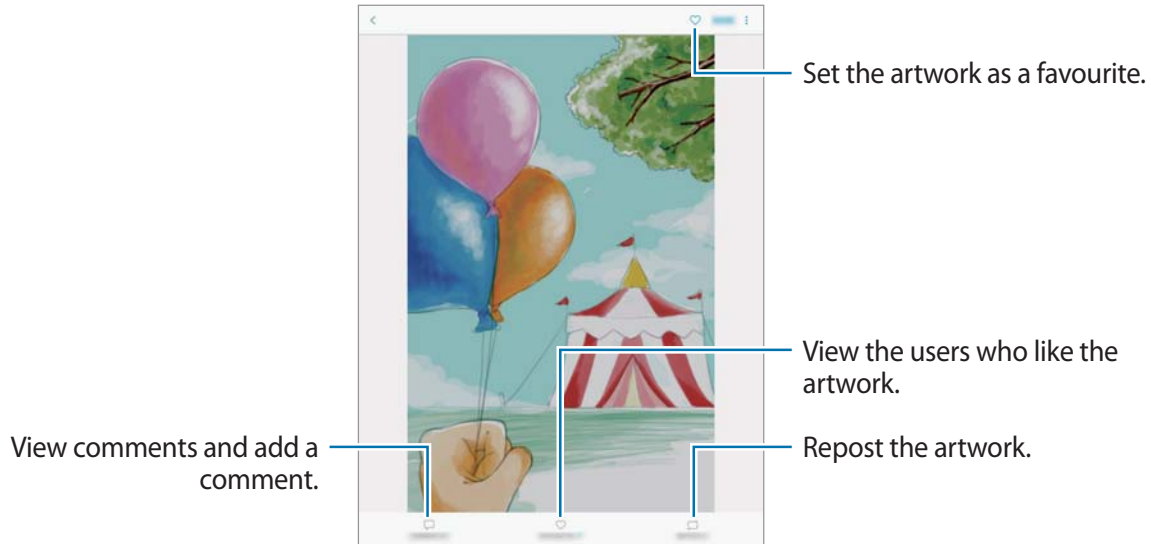 Set the artwork as a favourite.
View the users who like the
artwork.
View comments and add a
comment.
Repost the artwork.